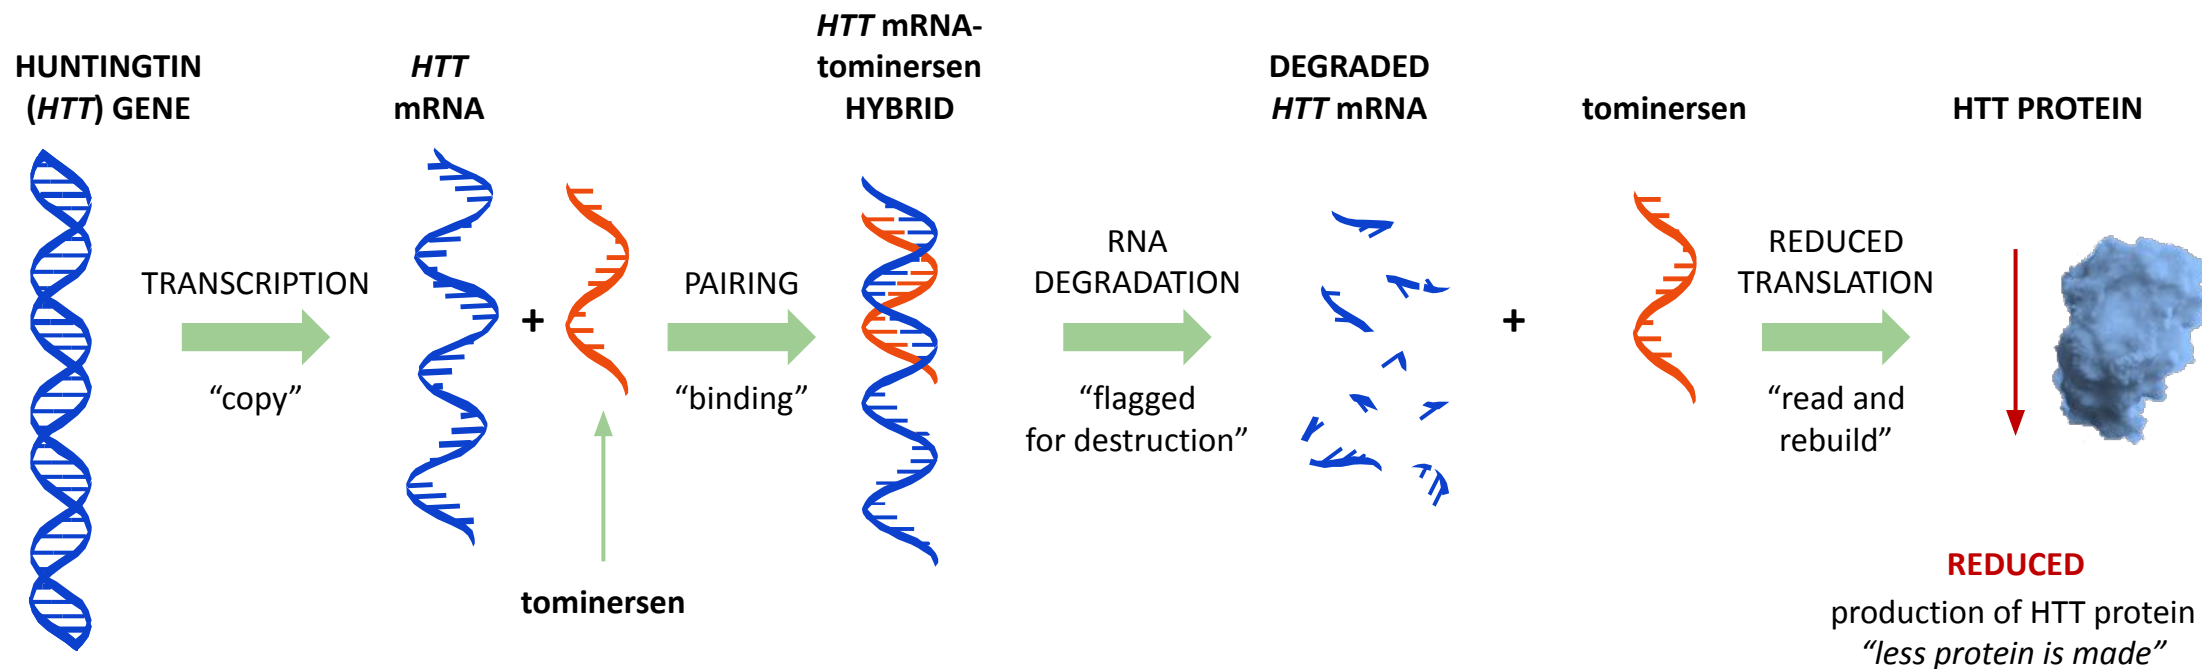 HUNTINGTIN
(HTT) GENE
TRANSCRIPTION
“copy”
HTT
mRNA
+
tominersen
PAIRING
“binding”
HTT mRNA-
tominersen
HYBRID
RNA
DEGRADATION
“flagged
for destruction”
DEGRADED
HTT mRNA
+
tominersen
REDUCED
TRANSLATION
“read and
rebuild”
HTT PROTEIN
REDUCED
production of HTT protein
“less protein is made”